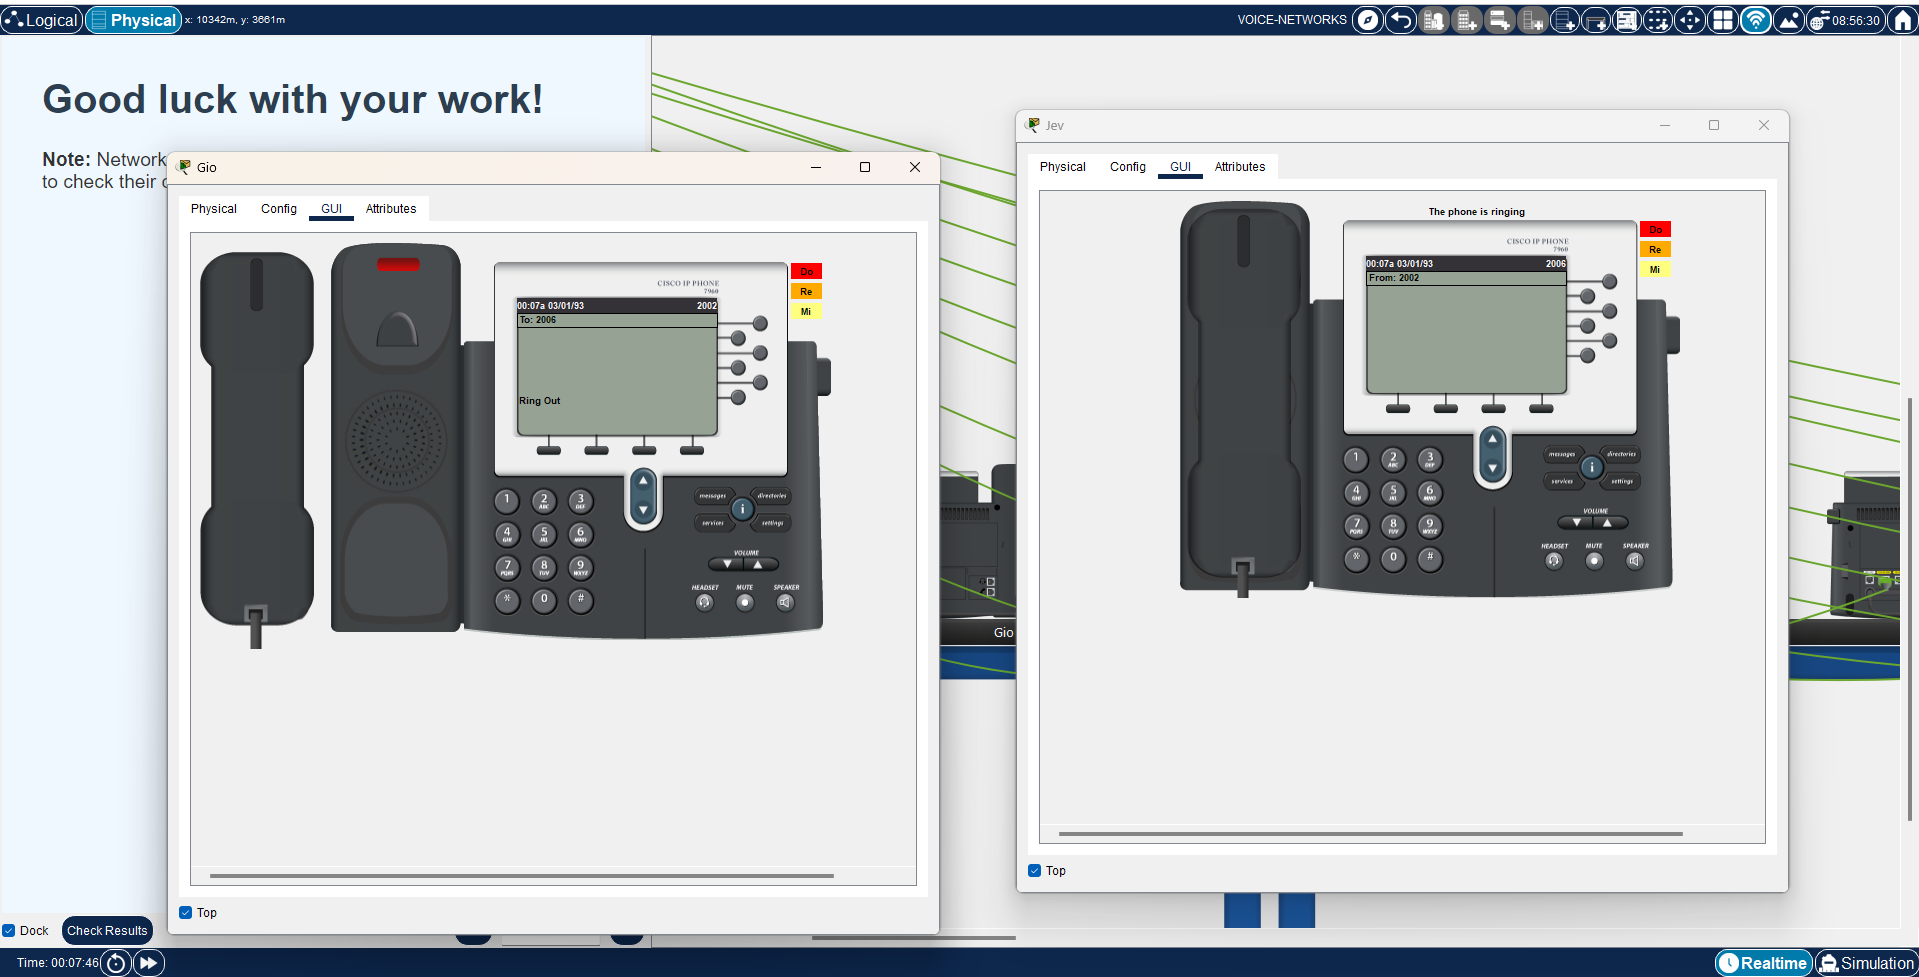 Logical
Physical
x: 10342m, y: 3661m
VOICE-NETWORKS
08:56:30
Good luck with your work!
Note: Network
to check their
Gio
Physical
Config
GUI
Attributes
CISCO IP PHONE
7960
00:07a 03/01/93
2002
To: 2006
Ring Out
Do
Re
Mi
1
2 ABC
3 DEF
4 GHI
5 JKL
6 MNO
7 PQRS
8 TUV
9 WXYZ
*
0
#
messages
directories
i
services
settings
VOLUME
HEADSET
MUTE
SPEAKER
Top
Jev
Physical
Config
GUI
Attributes
The phone is ringing
CISCO IP PHONE
7960
00:07a 03/01/93
2006
From: 2002
Do
Re
Mi
1
2 ABC
3 DEF
4 GHI
5 JKL
6 MNO
7 PQRS
8 TUV
9 WXYZ
*
0
#
messages
directories
i
services
settings
VOLUME
HEADSET
MUTE
SPEAKER
Top
Gio
Dock
Check Results
Time: 00:07:46
Realtime
Simulation